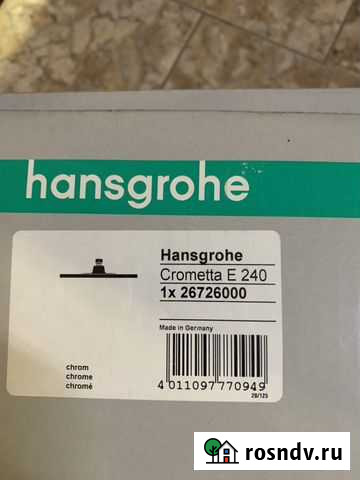 hansgrohe
Hansgrohe
Crometta E 240
1x 26726000
Made in Germany
chrom
chrome
chromé
4 011097 770949
28/125
rosndv.ru